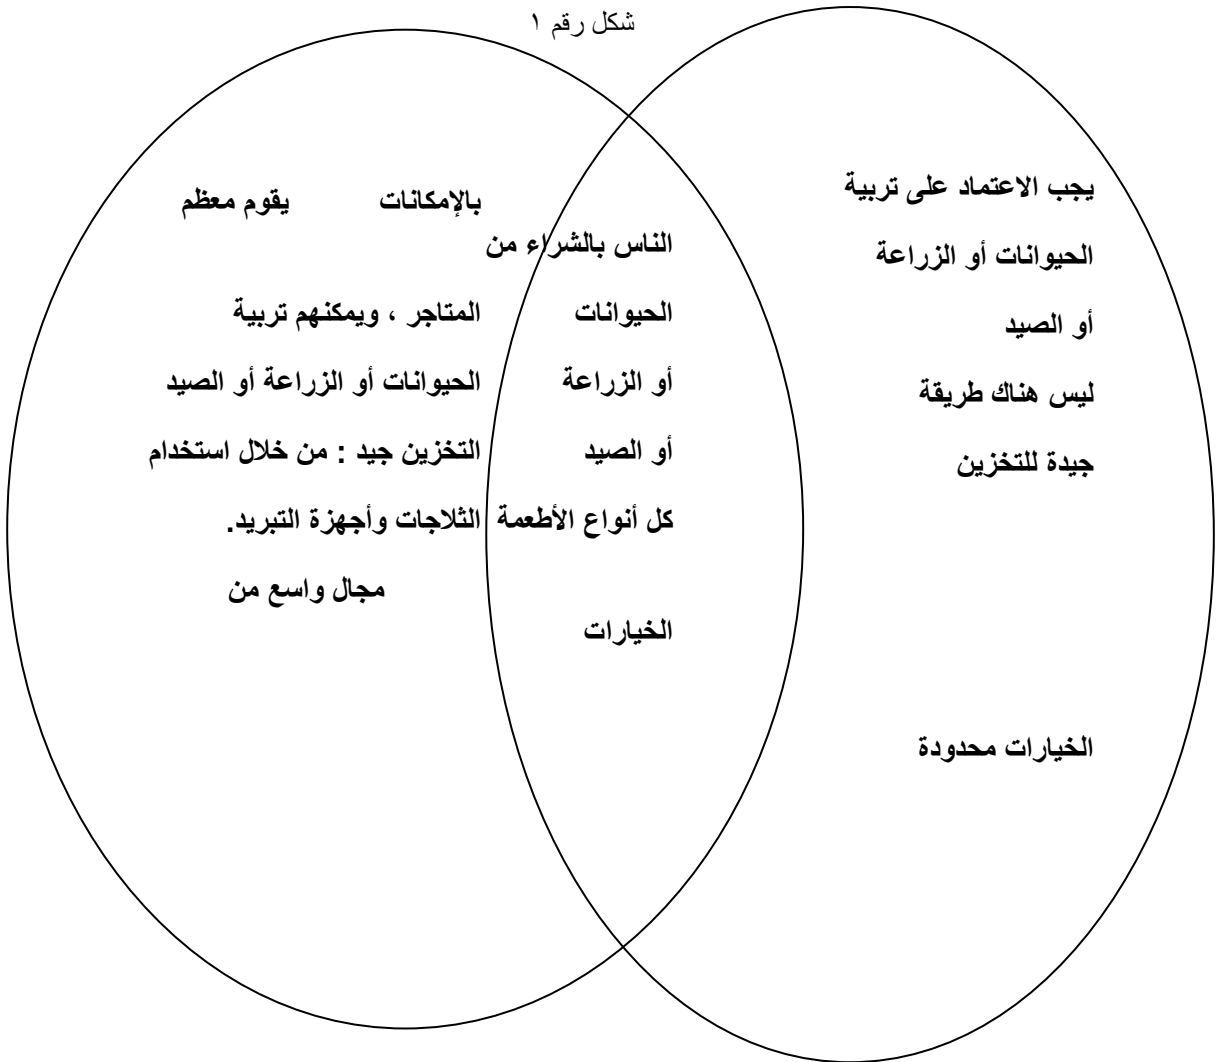 شكل رقم ١
يجب الاعتماد على تربية
الحيوانات أو الزراعة
أو الصيد
ليس هناك طريقة
جيدة للتخزين
الخيارات محدودة
بالإمكانات يقوم معظم
الناس بالشراء من
الحيوانات المتاجر ، ويمكنهم تربية
أو الزراعة الحيوانات أو الزراعة أو الصيد
أو الصيد التخزين جيد : من خلال استخدام
كل أنواع الأطعمة الثلاجات وأجهزة التبريد.
مجال واسع من
الخيارات